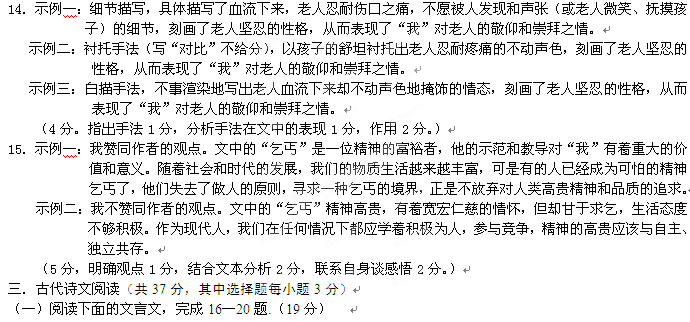 14．示例一：细节描写，具体描写了血流下来，老人忍耐伤口之痛，不愿被人发现和声张（或老人微笑、抚摸孩
子）的细节，刻画了老人坚忍的性格，从而表现了“我”对老人的敬仰和崇拜之情。
示例二：衬托手法（写“对比”不给分），以孩子的舒坦衬托出老人忍耐疼痛的不动声色，刻画了老人坚忍的
性格，从而表现了“我”对老人的敬仰和崇拜之情。
示例三：白描手法，不事渲染地写出老人血流下来却不动声色地掩饰的情态，刻画了老人坚忍的性格，从而
表现了“我”对老人的敬仰和崇拜之情。
（4分。指出手法1分，分析手法在文中的表现1分，作用2分。）
15．示例一：我赞同作者的观点。文中的“乞丐”是一位精神的富裕者，他的示范和教导对“我”有着重大的价
值和意义。随着社会和时代的发展，我们的物质生活越来越丰富，可是有的人已经成为可怕的精神
乞丐了，他们失去了做人的原则，寻求一种乞丐的境界，正是不放弃对人类高贵精神和品质的追求。
示例二：我不赞同作者的观点。文中的“乞丐”精神高贵，有着宽宏仁慈的情怀，但却甘于求乞，生活态度
不够积极。作为现代人，我们在任何情况下都应学着积极为人，参与竞争，精神的高贵应该与自主、
独立共存。
（5分，明确观点1分，结合文本分析2分，联系自身谈感悟2分。）
三．古代诗文阅读（共37分，其中选择题每小题3分）
（一）阅读下面的文言文，完成16—20题.（19分）